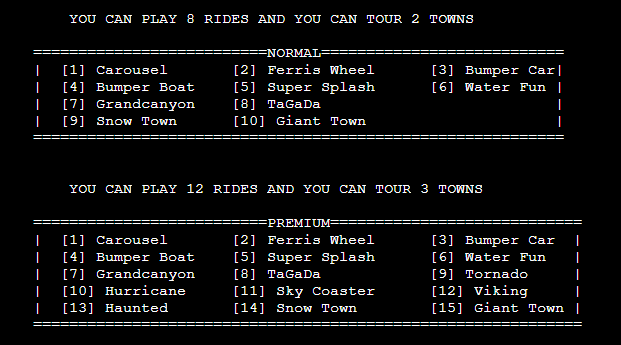 YOU CAN PLAY 8 RIDES AND YOU CAN TOUR 2 TOWNS
==========================NORMAL===========================
| [1] Carousel [2] Ferris Wheel [3] Bumper Car|
| [4] Bumper Boat [5] Super Splash [6] Water Fun |
| [7] Grandcanyon [8] TaGaDa |
| [9] Snow Town [10] Giant Town |
===========================================================
YOU CAN PLAY 12 RIDES AND YOU CAN TOUR 3 TOWNS
==========================PREMIUM============================
| [1] Carousel [2] Ferris Wheel [3] Bumper Car |
| [4] Bumper Boat [5] Super Splash [6] Water Fun |
| [7] Grandcanyon [8] TaGaDa [9] Tornado |
| [10] Hurricane [11] Sky Coaster [12] Viking |
| [13] Haunted [14] Snow Town [15] Giant Town |
=============================================================